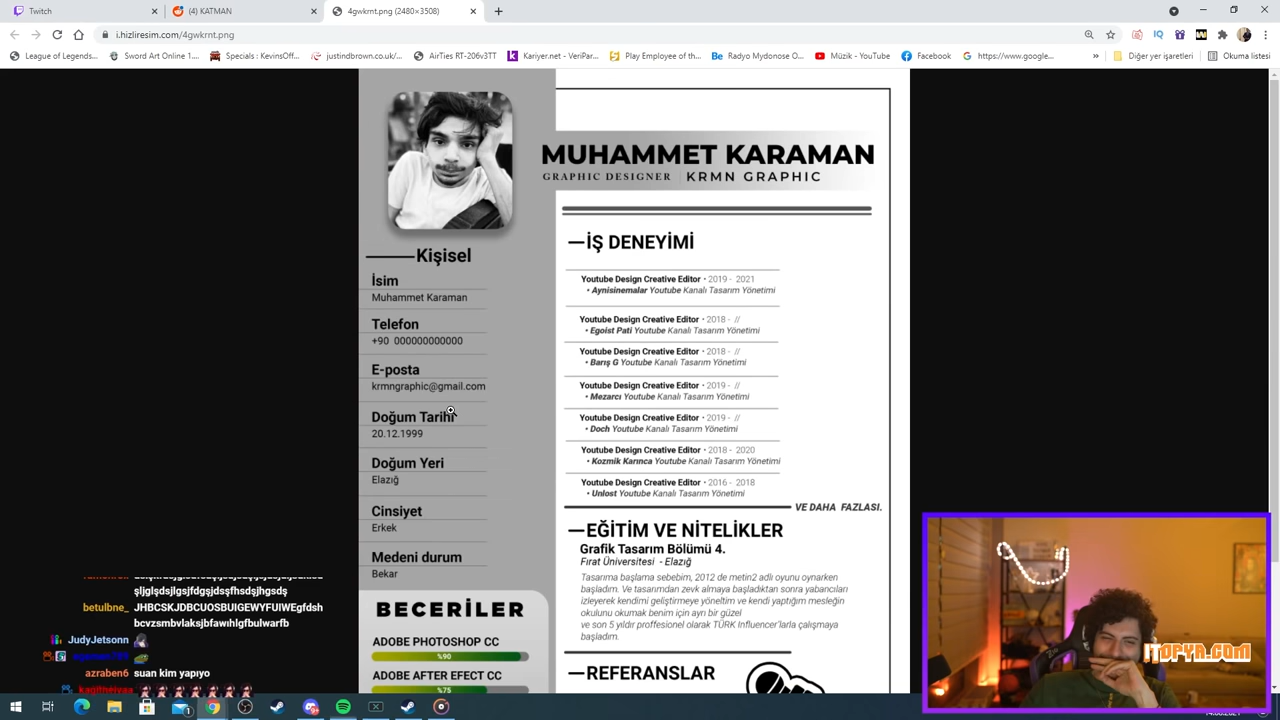 Twitch
(4) KATMAN
4gwkrnt.png (2480×3508)
i.hizliresim.com/4gwkrnt.png
League of Legends...
Sword Art Online 1....
Specials : KevinsOff...
justindbrown.co.uk/...
AirTies RT-206v3TT
Kariyer.net - VeriPar...
Play Employee of th...
Radyo Mydonose O...
Müzik - YouTube
Facebook
https://www.google...
»
Diğer yer işaretleri
Okuma listesi
MUHAMMET KARAMAN
GRAPHIC DESIGNER | KRMN GRAPHIC
Kişisel
İsim
Muhammet Karaman
Telefon
+90 000000000000
E-posta
krmngraphic@gmail.com
Doğum Tarihi
20.12.1999
Doğum Yeri
Elazığ
Cinsiyet
Erkek
Medeni durum
Bekar
BECERİLER
ADOBE PHOTOSHOP CC
%90
ADOBE AFTER EFECT CC
%75
—İŞ DENEYİMİ
Youtube Design Creative Editor • 2019 - 2021
• Aynisinemalar Youtube Kanalı Tasarım Yönetimi
Youtube Design Creative Editor • 2018 - //
• Egoist Pati Youtube Kanalı Tasarım Yönetimi
Youtube Design Creative Editor • 2018 - //
• Barış G Youtube Kanalı Tasarım Yönetimi
Youtube Design Creative Editor • 2019 - //
• Mezarcı Youtube Kanalı Tasarım Yönetimi
Youtube Design Creative Editor • 2019 - //
• Doch Youtube Kanalı Tasarım Yönetimi
Youtube Design Creative Editor • 2018 - 2020
• Kozmik Karınca Youtube Kanalı Tasarım Yönetimi
Youtube Design Creative Editor • 2016 - 2018
• Unlost Youtube Kanalı Tasarım Yönetimi
VE DAHA FAZLASI.
—EĞİTİM VE NİTELİKLER
Grafik Tasarım Bölümü 4.
Fırat Üniversitesi - Elazığ
Tasarıma başlama sebebim, 2012 de metin2 adlı oyunu oynarken
başladım. Ve tasarımdan zevk almaya başladıktan sonra yabancıları
izleyerek kendimi geliştirmeye yöneltim ve kendi yaptığım mesleğin
okulunu okumak benim için ayrı bir güzel
ve son 5 yıldır proffesionel olarak TÜRK Influencer'larla çalışmaya
başladım.
—REFERANSLAR
betulbne_ JHBCSKJDBCUOSBUIGEWYFUIWEgfdsh
bcvzsmbvlaksjbfawıhlgfbulwarfb
JudyJetsonn
azraben6 suan kim yapıyo
kagitheivaa
ITOPYA.COM